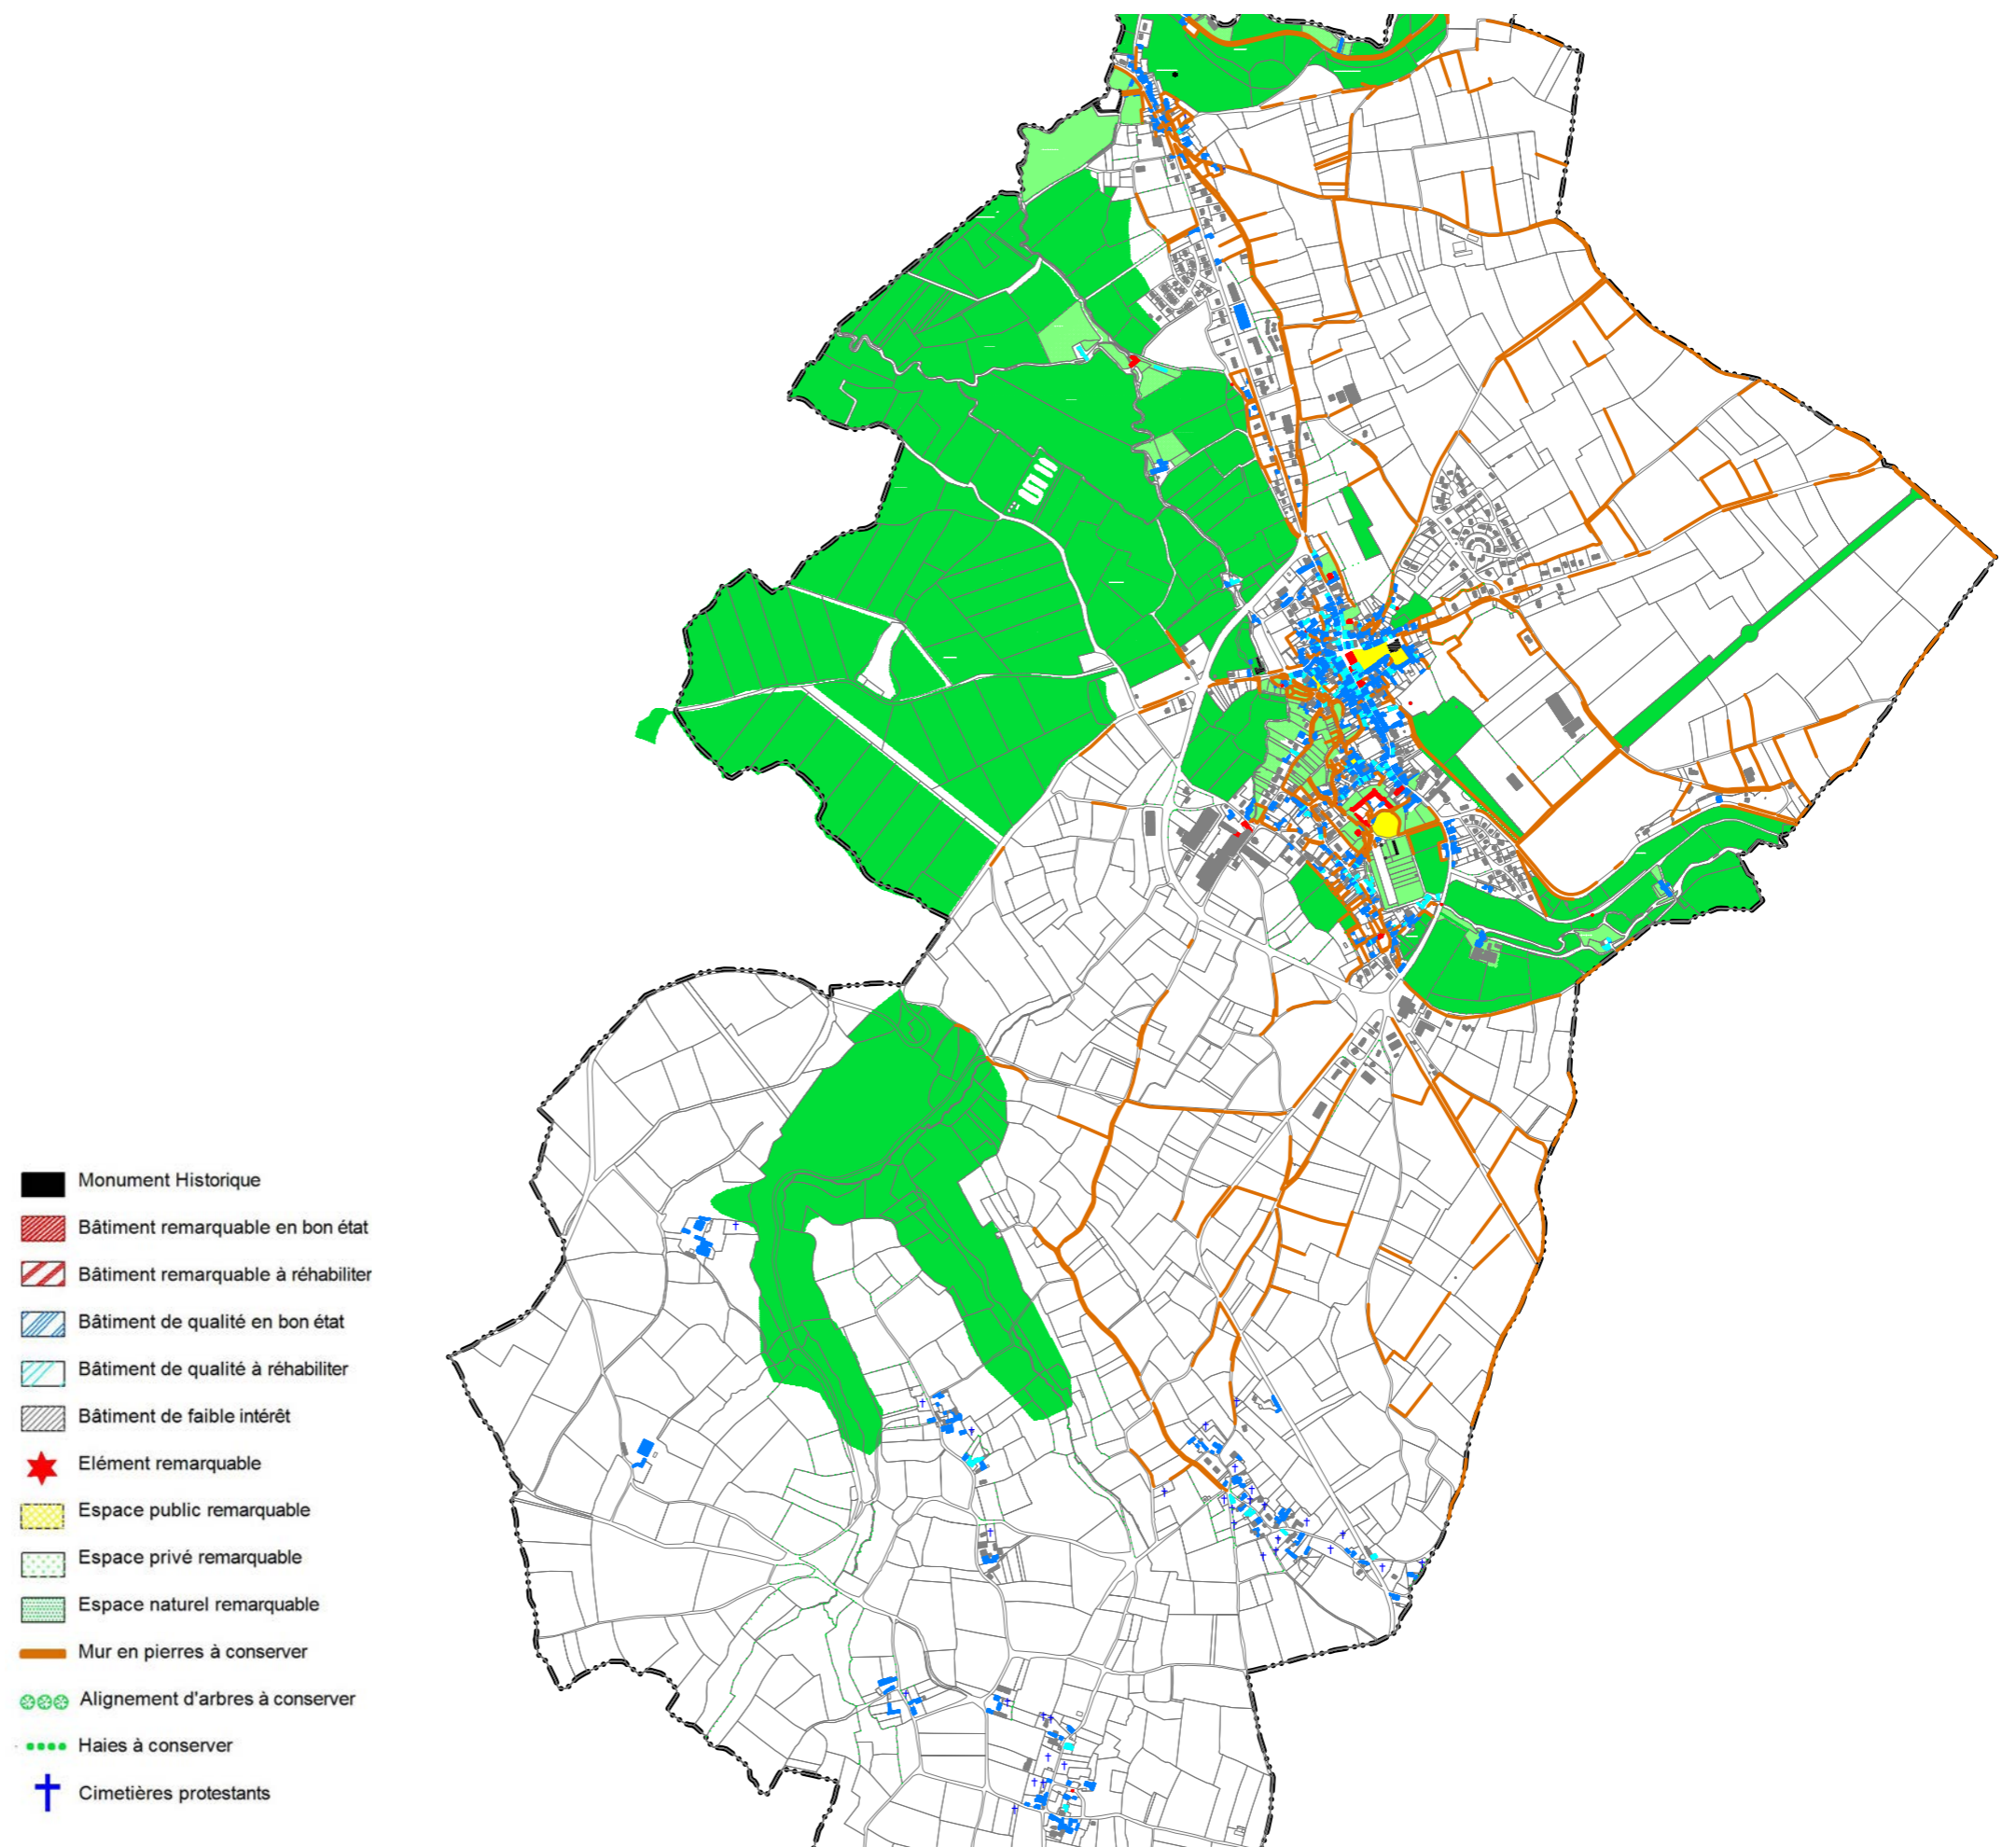 Monument Historique
Bâtiment remarquable en bon état
Bâtiment remarquable à réhabiliter
Bâtiment de qualité en bon état
Bâtiment de qualité à réhabiliter
Bâtiment de faible intérêt
Elément remarquable
Espace public remarquable
Espace privé remarquable
Espace naturel remarquable
Mur en pierres à conserver
Alignement d'arbres à conserver
Haies à conserver
Cimetières protestants